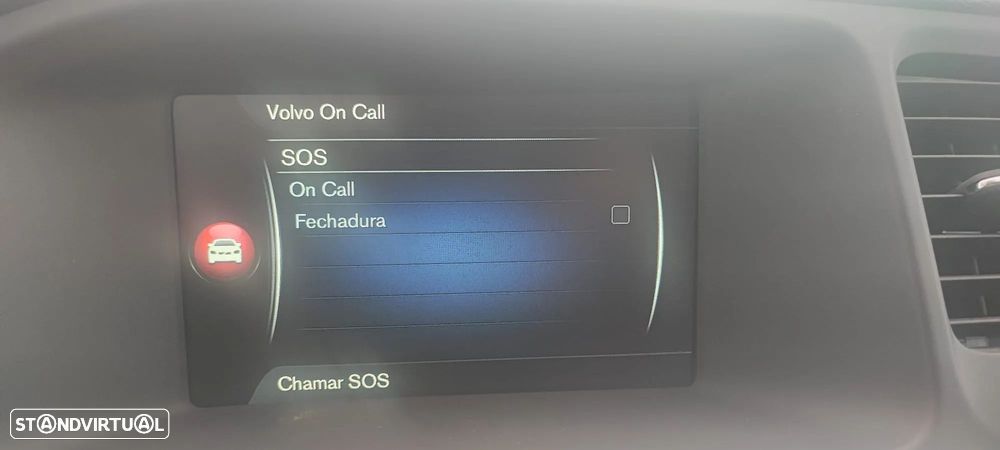 Volvo On Call
SOS
On Call
Fechadura
Chamar SOS
STANDVIRTUAL